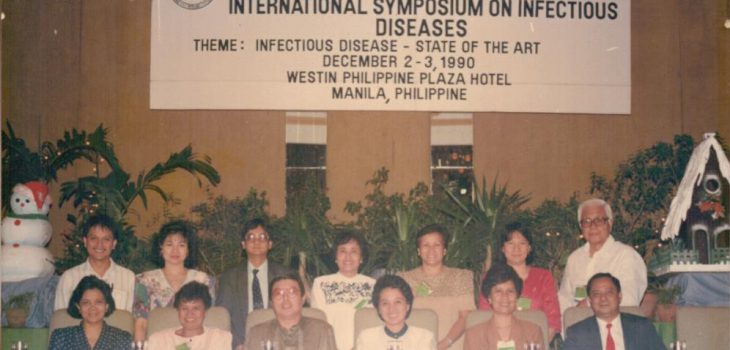 INTERNATIONAL SYMPOSIUM ON INFECTIOUS
DISEASES
THEME: INFECTIOUS DISEASE - STATE OF THE ART
DECEMBER 2-3, 1990
WESTIN PHILIPPINE PLAZA HOTEL
MANILA, PHILIPPINE